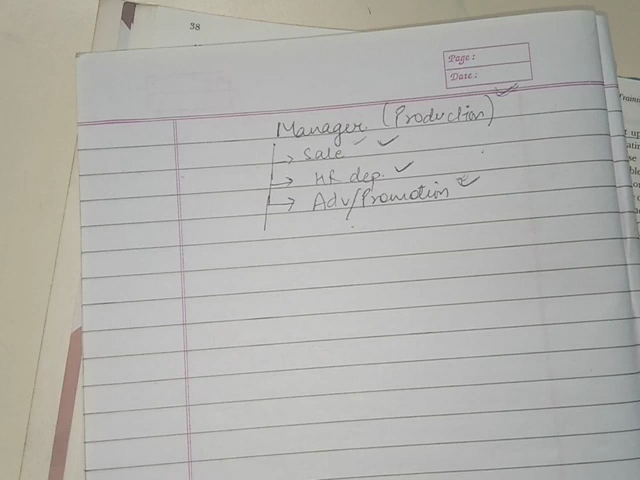 38
Page:
Date:
Manager (Production)
→ Sale
→ HR dep.
→ Adv/Promotion